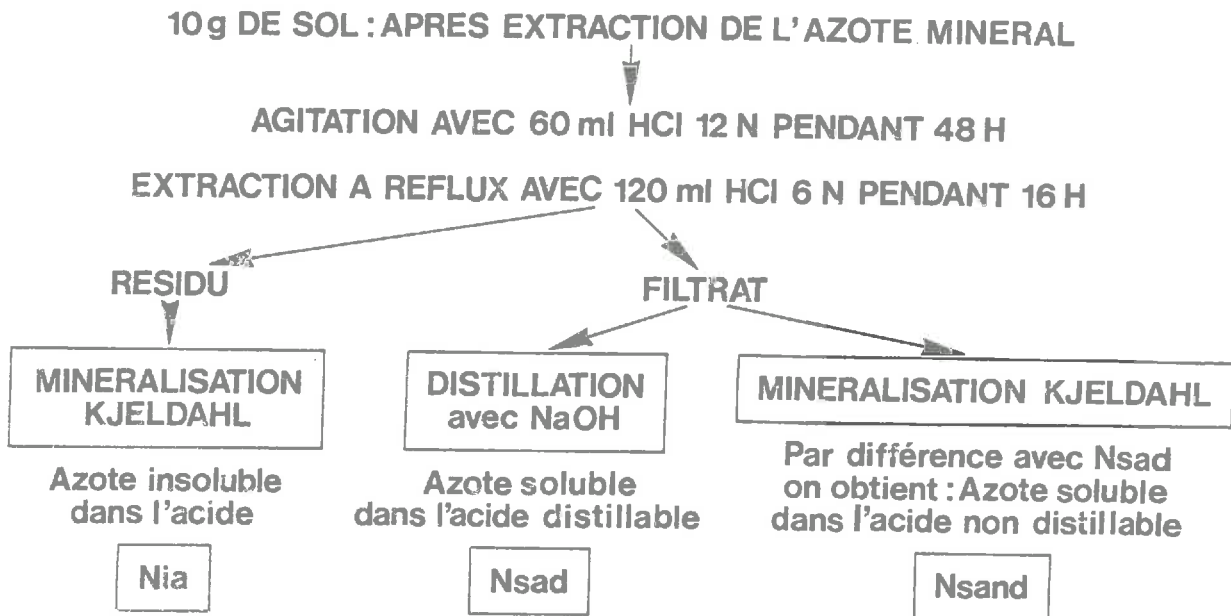 10g DE SOL : APRES EXTRACTION DE L'AZOTE MINERAL
AGITATION AVEC 60 ml HCl 12 N PENDANT 48 H
EXTRACTION A REFLUX AVEC 120 ml HCl 6 N PENDANT 16 H
RESIDU
FILTRAT
MINERALISATION
KJELDAHL
DISTILLATION
avec NaOH
MINERALISATION KJELDAHL
Azote insoluble
dans l'acide
Azote soluble
dans l'acide distillable
Par différence avec Nsad
on obtient : Azote soluble
dans l'acide non distillable
Nia
Nsad
Nsand